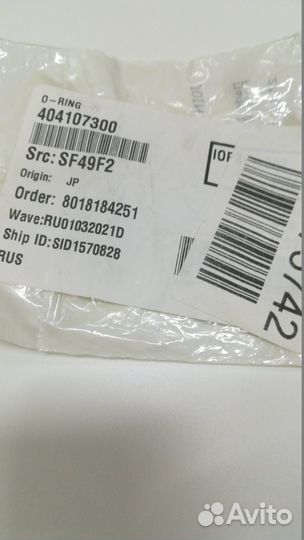 O-RING
404107300
Src: SF49F2
Origin: JP
Order: 8018184251
Wave:RU01032021D
Ship ID:SID1570828
RUS
Avito